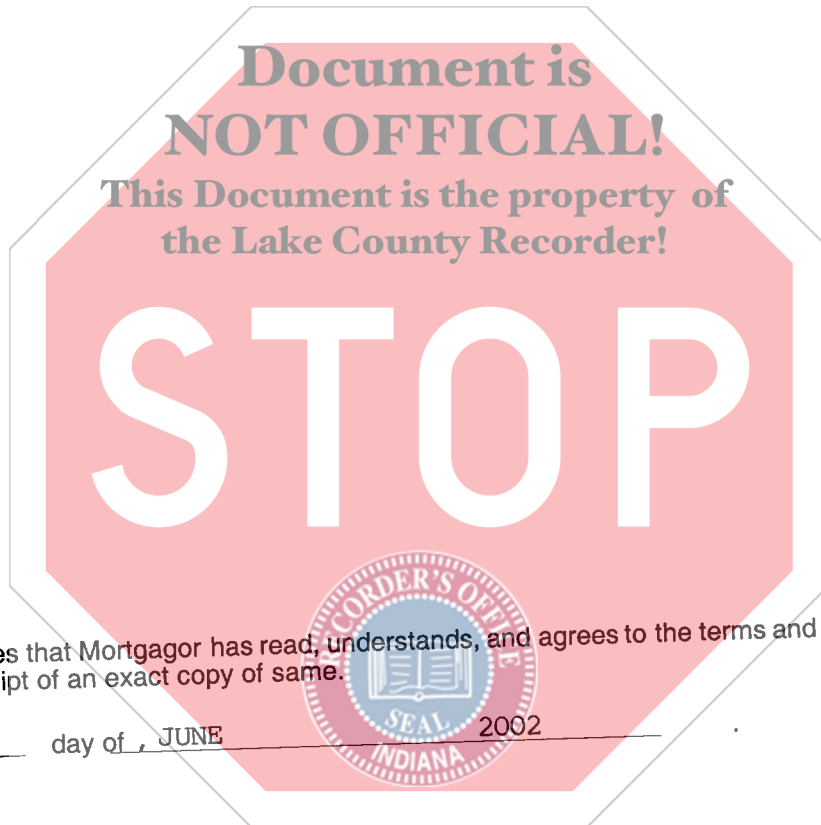 Document is
NOT OFFICIAL!
This Document is the property of
the Lake County Recorder!
STOP
es that Mortgagor has read, understands, and agrees to the terms and
ipt of an exact copy of same.
day of , JUNE 2002 .
RECORDER'S OFFICE
SEAL
INDIANA